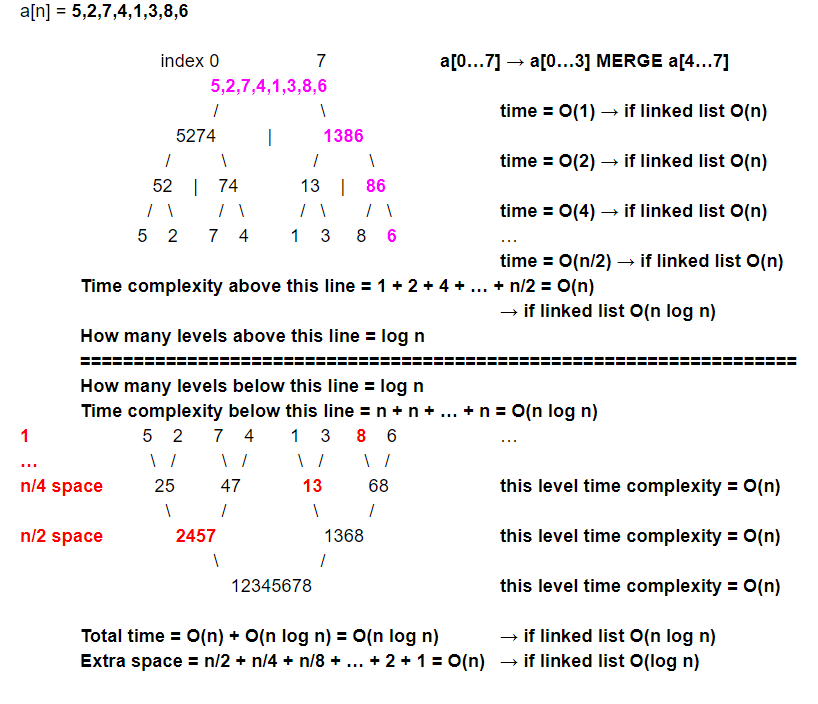 a[n] = 5,2,7,4,1,3,8,6
index 0 7 a[0…7] → a[0…3] MERGE a[4…7]
5,2,7,4,1,3,8,6
/ \ time = O(1) → if linked list O(n)
5274 | 1386
/ \ / \ time = O(2) → if linked list O(n)
52 | 74 13 | 86
/ \ / \ / \ / \ time = O(4) → if linked list O(n)
5 2 7 4 1 3 8 6 …
time = O(n/2) → if linked list O(n)
Time complexity above this line = 1 + 2 + 4 + … + n/2 = O(n)
→ if linked list O(n log n)
How many levels above this line = log n
====================================================================
How many levels below this line = log n
Time complexity below this line = n + n + … + n = O(n log n)
1 5 2 7 4 1 3 8 6 …
… \ / \ / \ / \ /
n/4 space 25 47 13 68 this level time complexity = O(n)
\ / \ /
n/2 space 2457 1368 this level time complexity = O(n)
\ /
12345678 this level time complexity = O(n)
Total time = O(n) + O(n log n) = O(n log n) → if linked list O(n log n)
Extra space = n/2 + n/4 + n/8 + … + 2 + 1 = O(n) → if linked list O(log n)